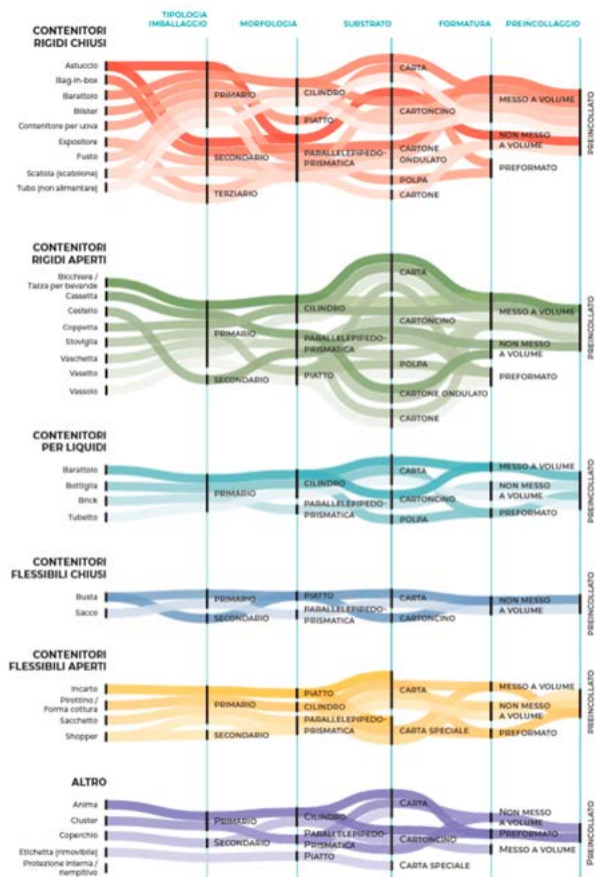 TIPOLOGIA
IMBALLAGGIO
MORFOLOGIA
SUBSTRATO
FORMATURA
PREINCOLLAGGIO
CONTENITORI
RIGIDI CHIUSI
Astuccio
Bag-in-box
Barattolo
Blister
Contenitore per uova
Espositore
Fusto
Scatola (scatolone)
Tubo (non alimentare)
PRIMARIO
SECONDARIO
TERZIARIO
CILINDRO
PIATTO
PARALLELEPIPEDO-
PRISMATICA
CARTA
CARTONCINO
CARTONE
ONDULATO
POLPA
CARTONE
MESSO A VOLUME
NON MESSO
A VOLUME
PREFORMATO
PREINCOLLATO
CONTENITORI
RIGIDI APERTI
Bicchiere /
Tazza per bevande
Cassetta
Cestello
Coppetta
Stoviglia
Vaschetta
Vasetto
Vassoio
PRIMARIO
SECONDARIO
CILINDRO
PARALLELEPIPEDO-
PRISMATICA
PIATTO
CARTA
CARTONCINO
POLPA
CARTONE ONDULATO
CARTONE
MESSO A VOLUME
NON MESSO
A VOLUME
PREFORMATO
PREINCOLLATO
CONTENITORI
PER LIQUIDI
Barattolo
Bottiglia
Brick
Tubetto
PRIMARIO
CILINDRO
PARALLELEPIPEDO-
PRISMATICA
CARTA
CARTONCINO
POLPA
MESSO A VOLUME
NON MESSO
A VOLUME
PREFORMATO
PREINCOLLATO
CONTENITORI
FLESSIBILI CHIUSI
Busta
Sacco
PRIMARIO
SECONDARIO
PIATTO
PARALLELEPIPEDO-
PRISMATICA
CARTA
CARTONCINO
NON MESSO
A VOLUME
PREINCOLLATO
CONTENITORI
FLESSIBILI APERTI
Incarto
Pirottino /
Forma cottura
Sacchetto
Shopper
PRIMARIO
SECONDARIO
PIATTO
CILINDRO
PARALLELEPIPEDO-
PRISMATICA
CARTA
CARTA SPECIALE
MESSO A VOLUME
NON MESSO
A VOLUME
PREFORMATO
PREINCOLLATO
ALTRO
Anima
Cluster
Coperchio
Etichetta (rimovibile)
Protezione interna /
riempitivo
PRIMARIO
SECONDARIO
CILINDRO
PARALLELEPIPEDO
PRISMATICA
PIATTO
CARTA
CARTONCINO
CARTA SPECIALE
NON MESSO
A VOLUME
PREFORMATO
MESSO A VOLUME
PREINCOLLATO